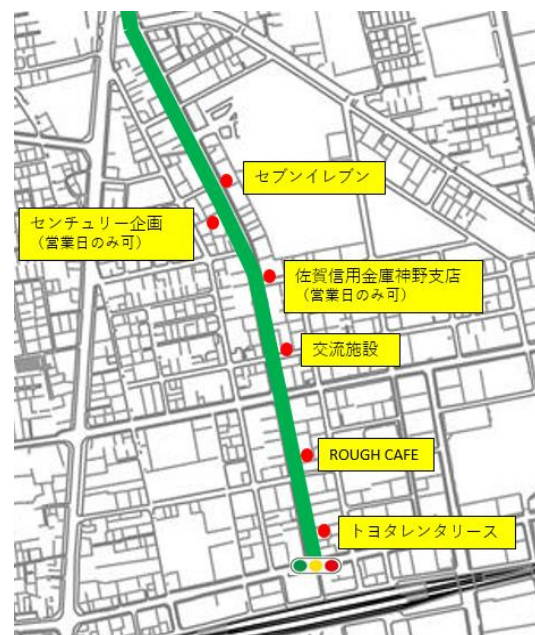 セブンイレブン
センチュリー企画
（営業日のみ可）
佐賀信用金庫神野支店
（営業日のみ可）
交流施設
ROUGH CAFE
トヨタレンタリース